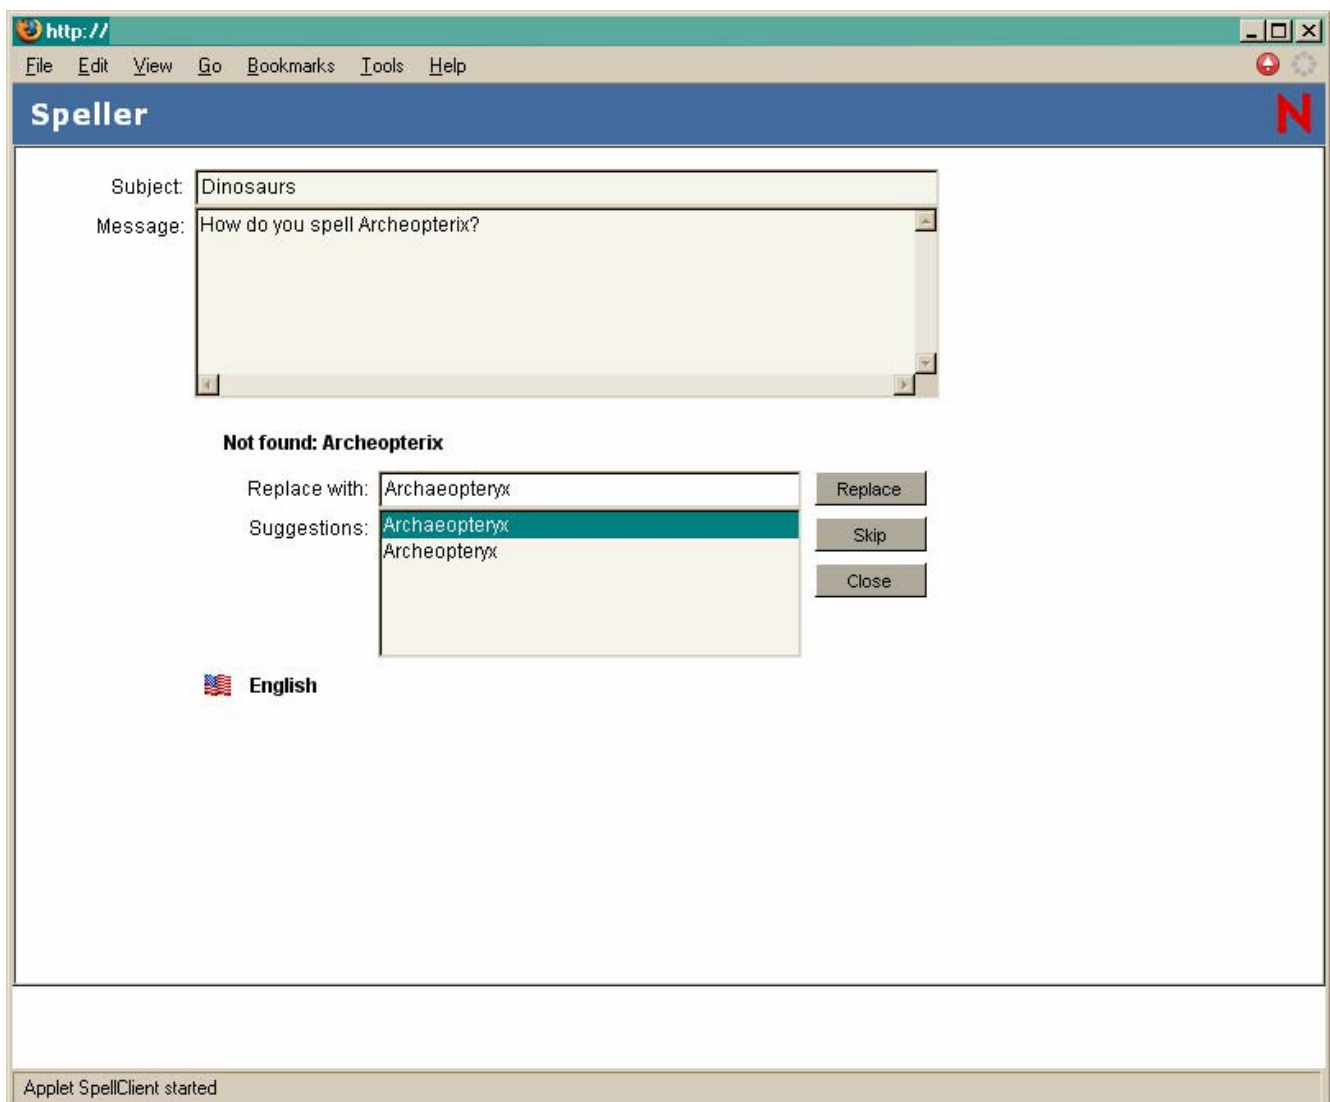 http://
File Edit View Go Bookmarks Tools Help
Speller N
Subject: Dinosaurs
Message: How do you spell Archeopterix?
Not found: Archeopterix
Replace with: Archaeopteryx Replace
Suggestions: Archaeopteryx Skip
Archeopteryx
Close
English
Applet SpellClient started